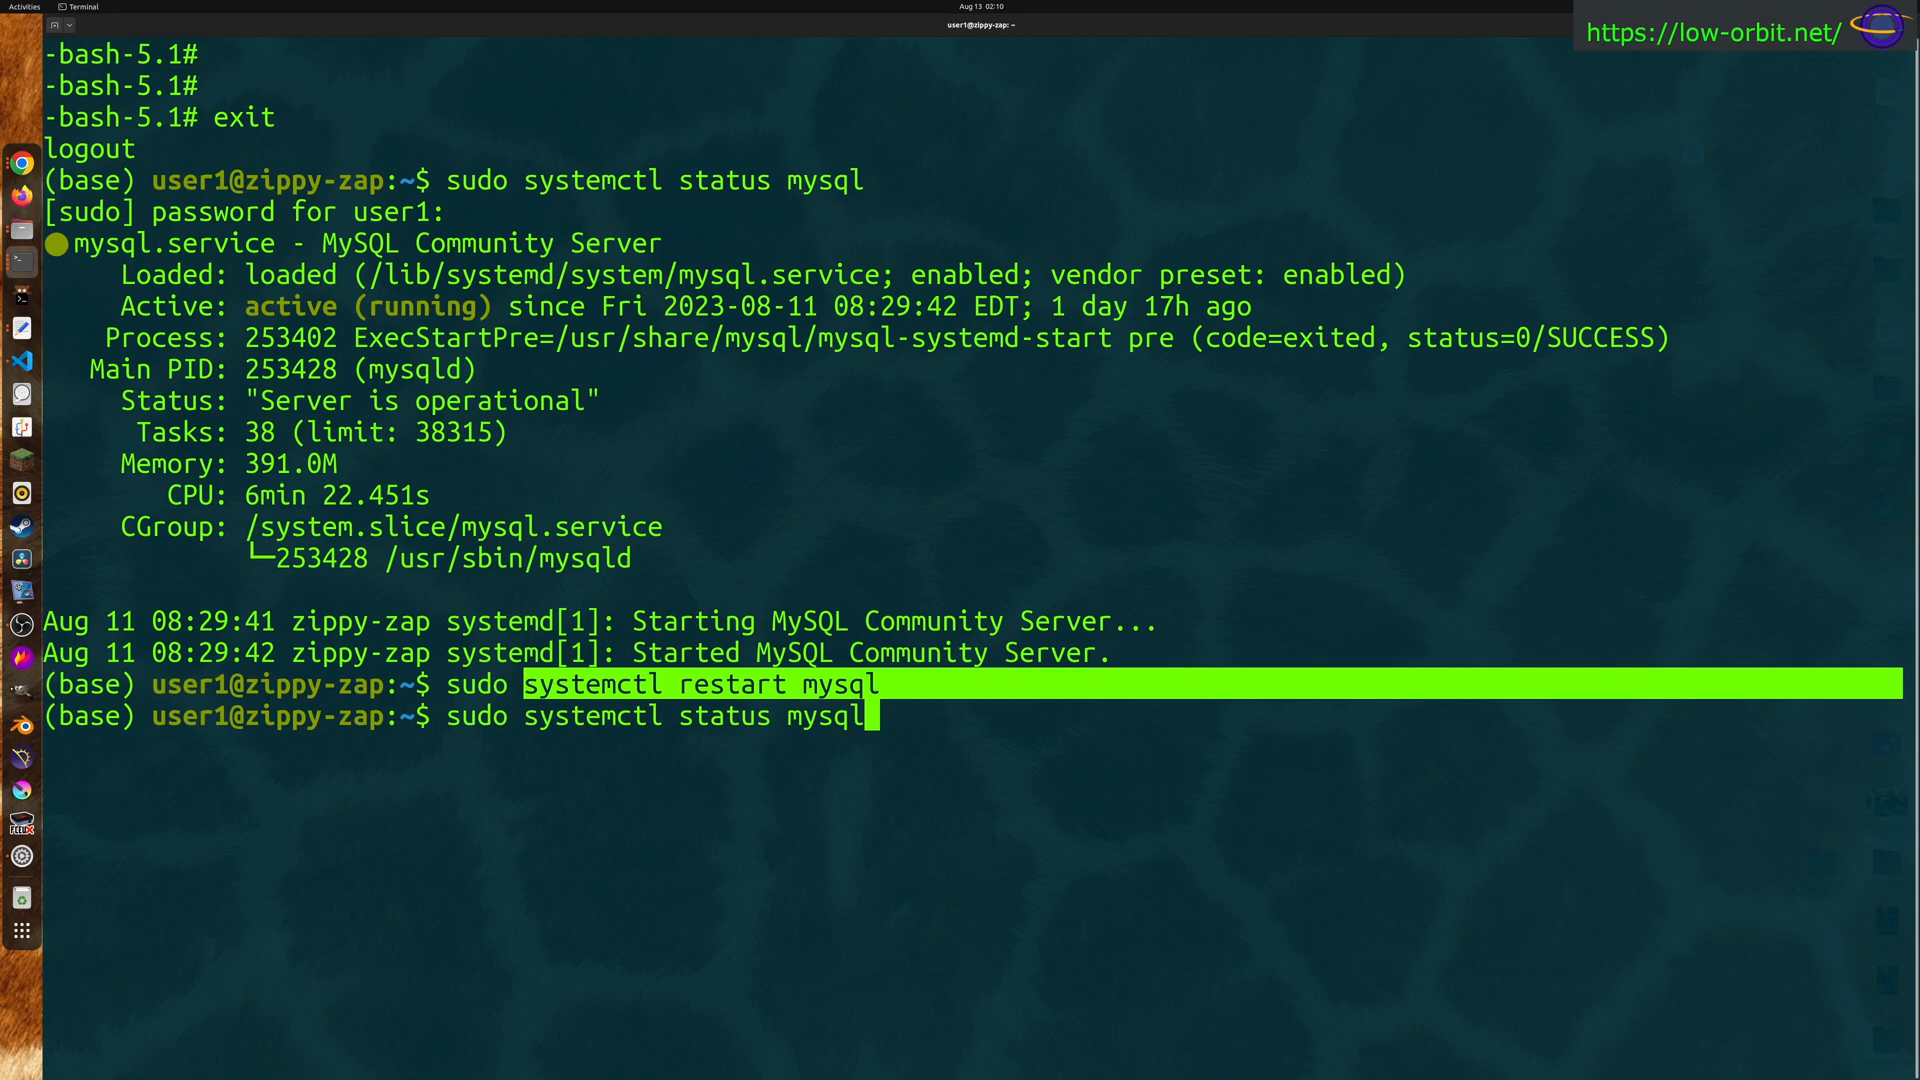 Activities
Terminal
Aug 13 02:10
user1@zippy-zap: ~
https://low-orbit.net/
-bash-5.1#
-bash-5.1#
-bash-5.1# exit
logout
(base) user1@zippy-zap:~$ sudo systemctl status mysql
[sudo] password for user1:
mysql.service - MySQL Community Server
Loaded: loaded (/lib/systemd/system/mysql.service; enabled; vendor preset: enabled)
Active: active (running) since Fri 2023-08-11 08:29:42 EDT; 1 day 17h ago
Process: 253402 ExecStartPre=/usr/share/mysql/mysql-systemd-start pre (code=exited, status=0/SUCCESS)
Main PID: 253428 (mysqld)
Status: "Server is operational"
Tasks: 38 (limit: 38315)
Memory: 391.0M
CPU: 6min 22.451s
CGroup: /system.slice/mysql.service
└─253428 /usr/sbin/mysqld
Aug 11 08:29:41 zippy-zap systemd[1]: Starting MySQL Community Server...
Aug 11 08:29:42 zippy-zap systemd[1]: Started MySQL Community Server.
(base) user1@zippy-zap:~$ sudo systemctl restart mysql
(base) user1@zippy-zap:~$ sudo systemctl status mysql